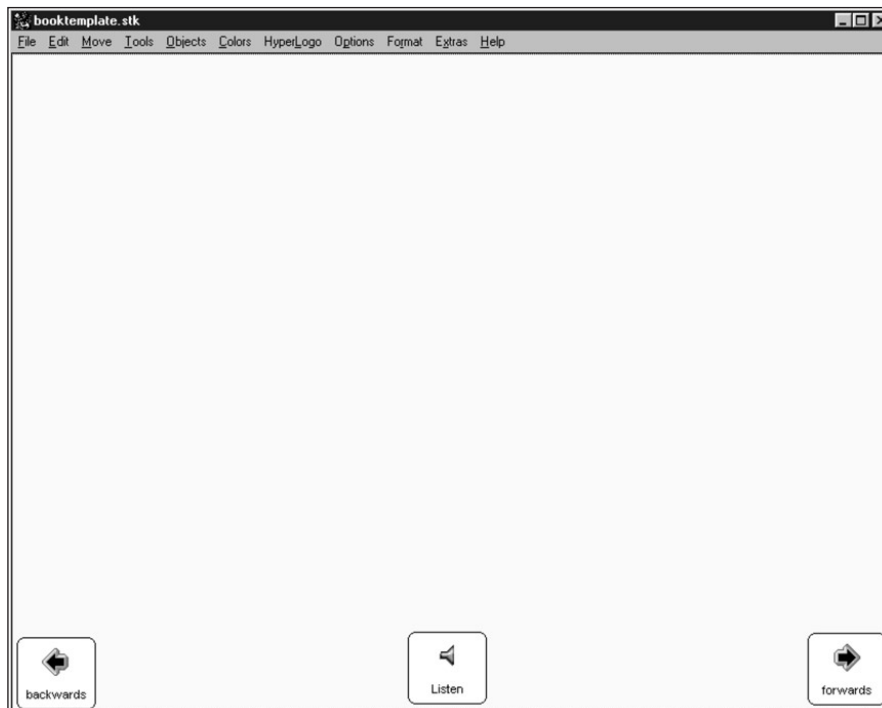 booktemplate.stk
File Edit Move Tools Objects Colors HyperLogo Options Format Extras Help
backwards Listen forwards